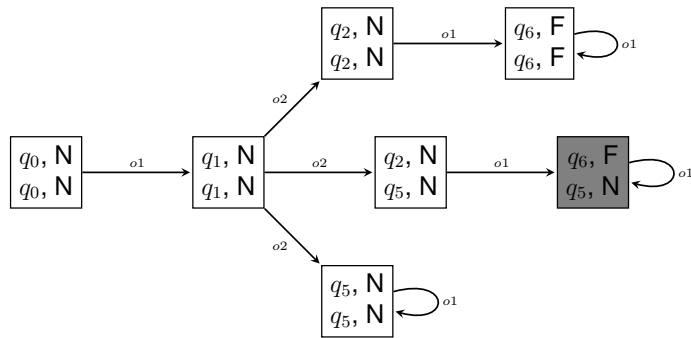 q₂, N
q₂, N
o1
q₆, F
q₆, F
o1
o2
q₀, N
q₀, N
o1
q₁, N
q₁, N
o2
q₂, N
q₅, N
o1
q₆, F
q₅, N
o1
o2
q₅, N
q₅, N
o1